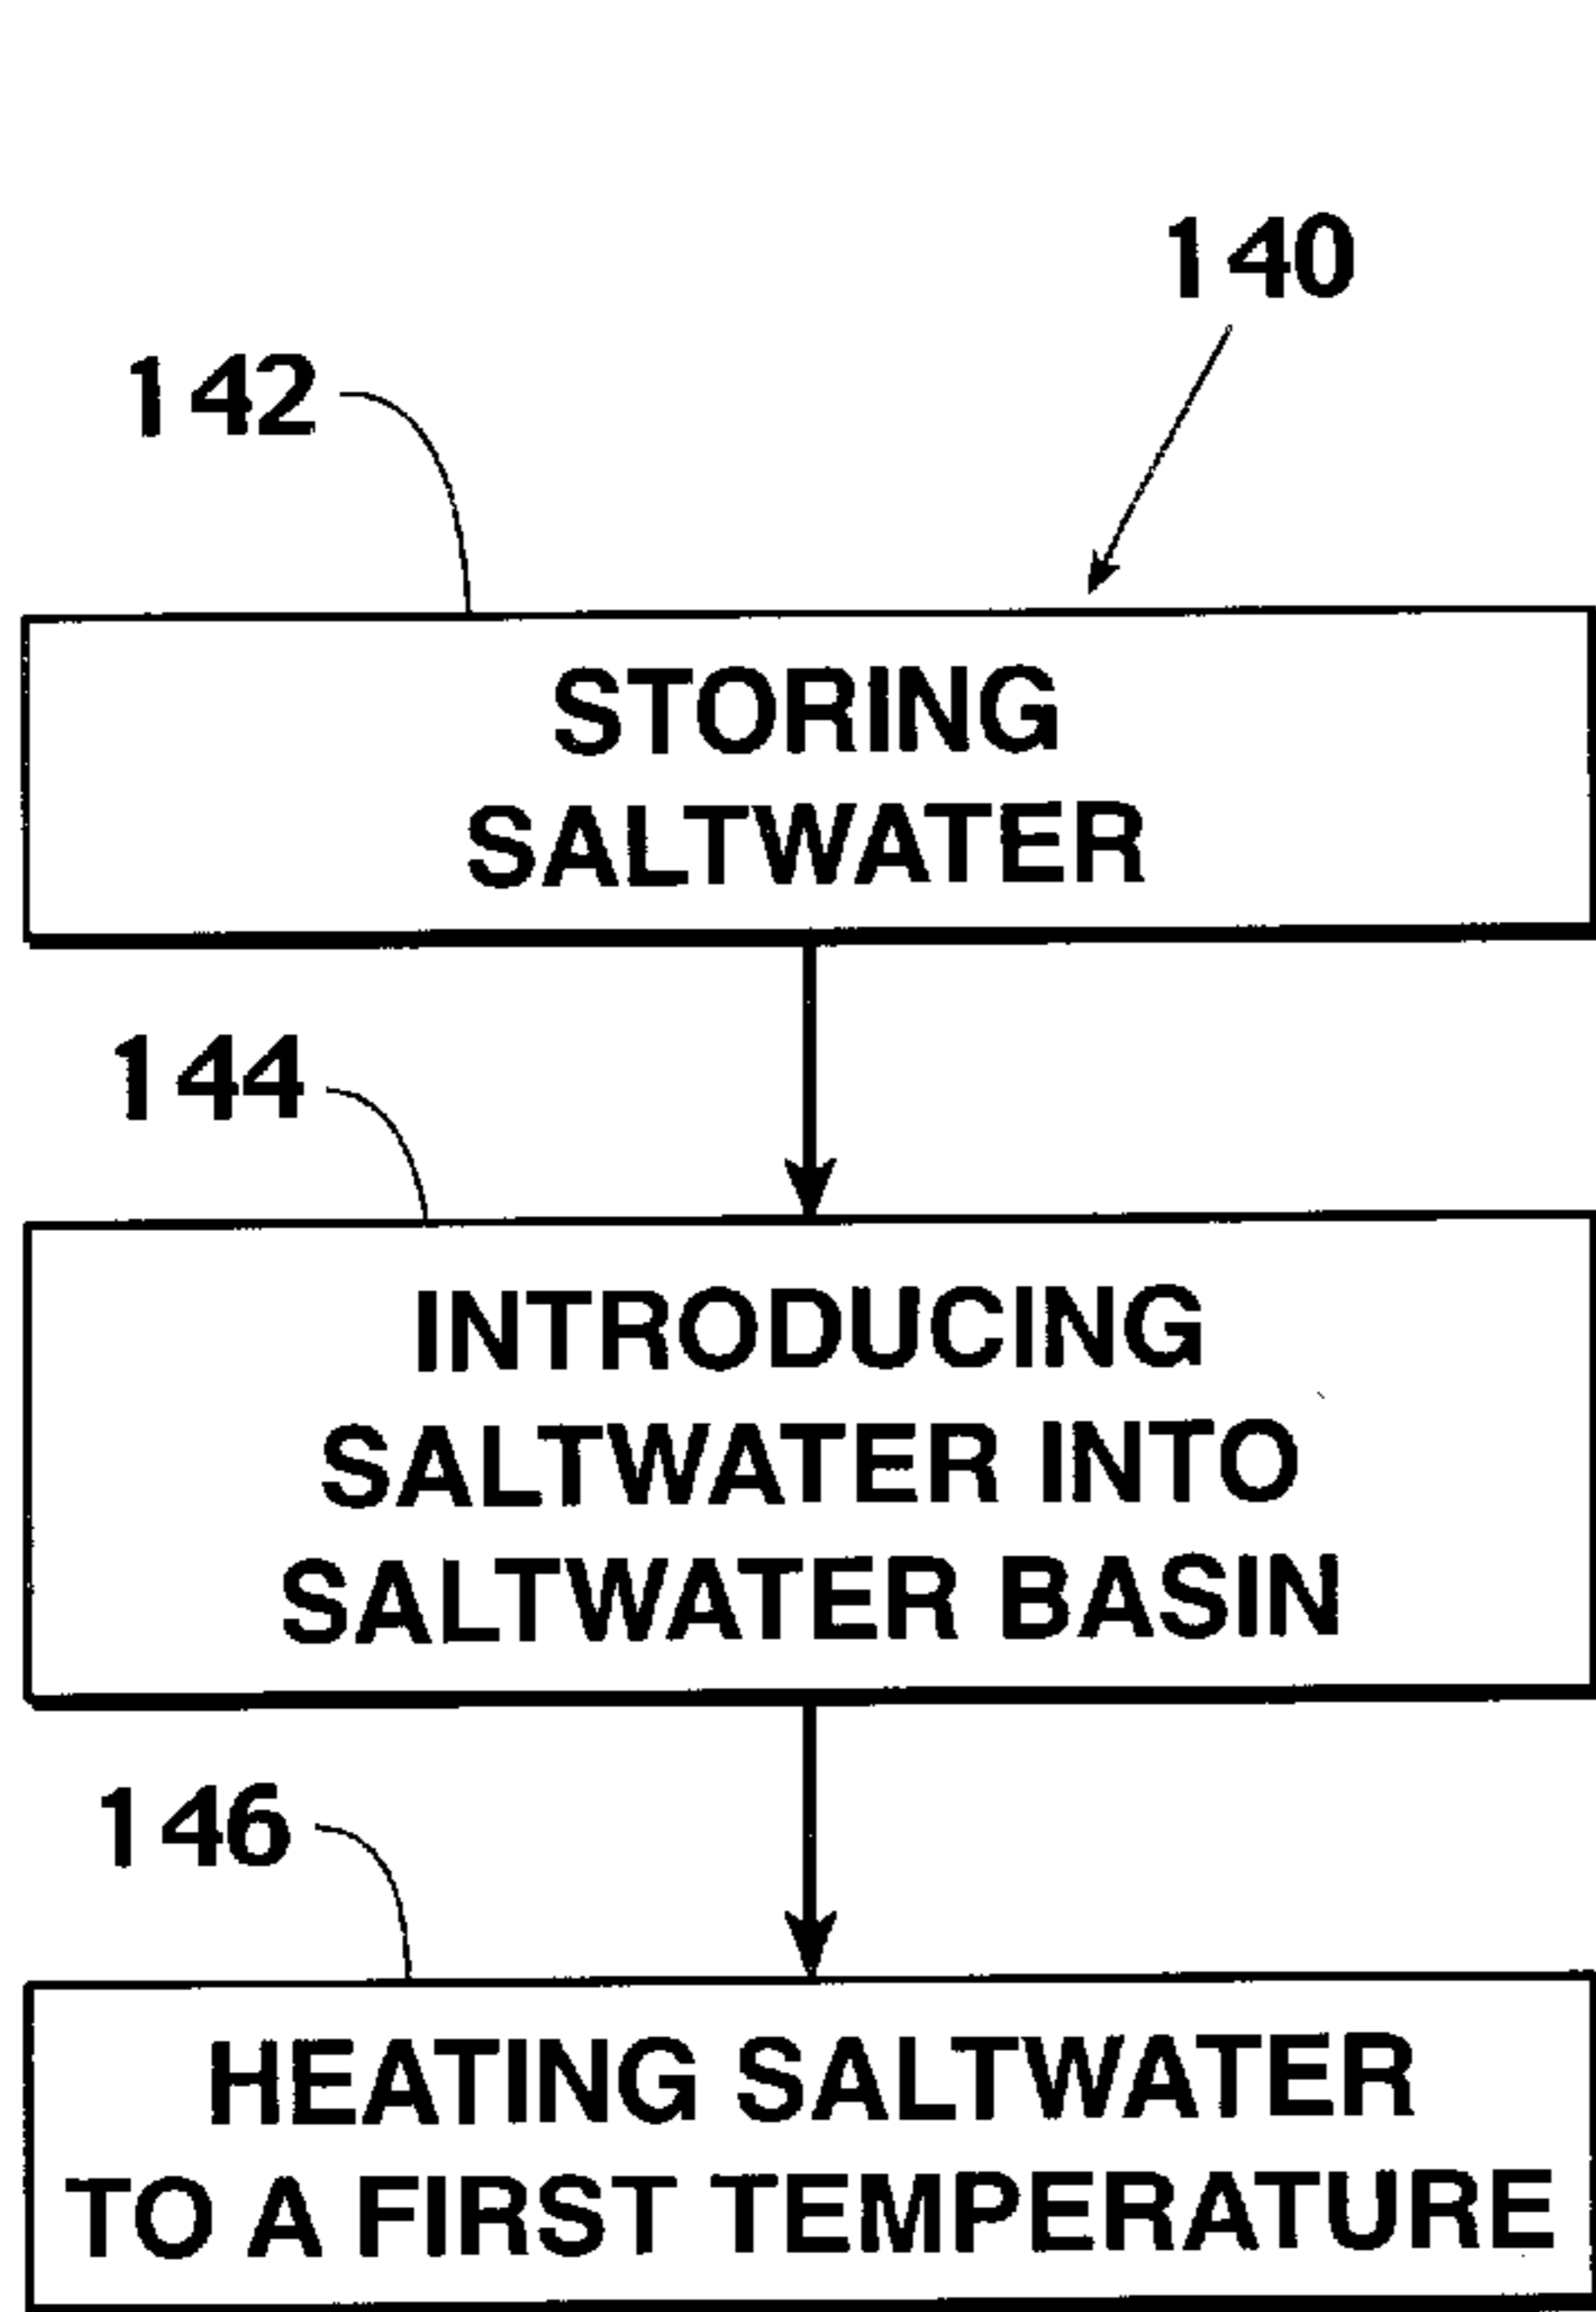 140
142
STORING
SALTWATER
144
INTRODUCING
SALTWATER INTO
SALTWATER BASIN
146
HEATING SALTWATER
TO A FIRST TEMPERATURE